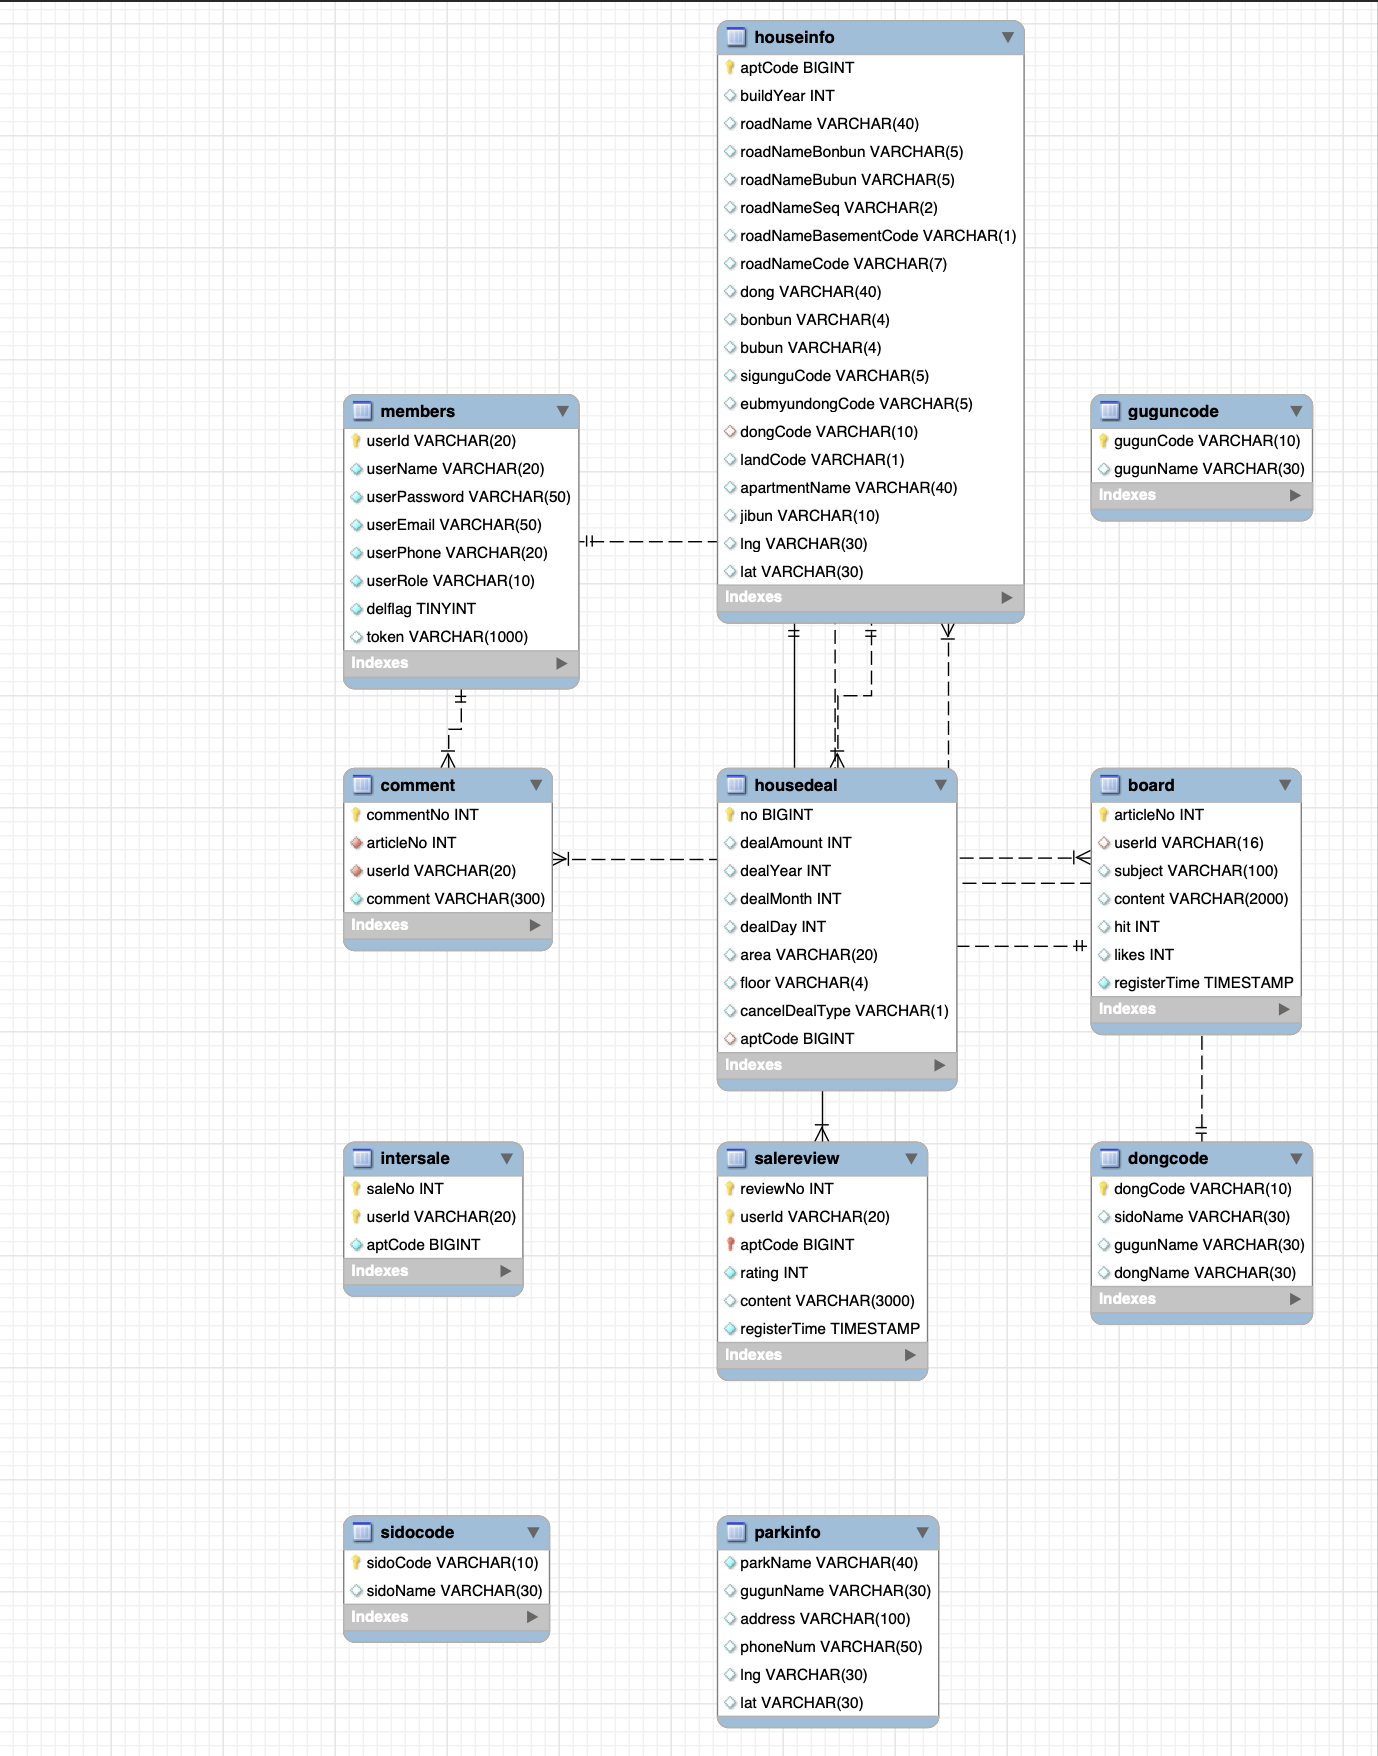 houseinfo
aptCode BIGINT
buildYear INT
roadName VARCHAR(40)
roadNameBonbun VARCHAR(5)
roadNameBubun VARCHAR(5)
roadNameSeq VARCHAR(2)
roadNameBasementCode VARCHAR(1)
roadNameCode VARCHAR(7)
dong VARCHAR(40)
bonbun VARCHAR(4)
bubun VARCHAR(4)
sigunguCode VARCHAR(5)
eubmyundongCode VARCHAR(5)
dongCode VARCHAR(10)
landCode VARCHAR(1)
apartmentName VARCHAR(40)
jibun VARCHAR(10)
lng VARCHAR(30)
lat VARCHAR(30)
Indexes
members
userId VARCHAR(20)
userName VARCHAR(20)
userPassword VARCHAR(50)
userEmail VARCHAR(50)
userPhone VARCHAR(20)
userRole VARCHAR(10)
delflag TINYINT
token VARCHAR(1000)
Indexes
guguncode
gugunCode VARCHAR(10)
gugunName VARCHAR(30)
Indexes
comment
commentNo INT
articleNo INT
userId VARCHAR(20)
comment VARCHAR(300)
Indexes
housedeal
no BIGINT
dealAmount INT
dealYear INT
dealMonth INT
dealDay INT
area VARCHAR(20)
floor VARCHAR(4)
cancelDealType VARCHAR(1)
aptCode BIGINT
Indexes
board
articleNo INT
userId VARCHAR(16)
subject VARCHAR(100)
content VARCHAR(2000)
hit INT
likes INT
registerTime TIMESTAMP
Indexes
intersale
saleNo INT
userId VARCHAR(20)
aptCode BIGINT
Indexes
salereview
reviewNo INT
userId VARCHAR(20)
aptCode BIGINT
rating INT
content VARCHAR(3000)
registerTime TIMESTAMP
Indexes
dongcode
dongCode VARCHAR(10)
sidoName VARCHAR(30)
gugunName VARCHAR(30)
dongName VARCHAR(30)
Indexes
sidocode
sidoCode VARCHAR(10)
sidoName VARCHAR(30)
Indexes
parkinfo
parkName VARCHAR(40)
gugunName VARCHAR(30)
address VARCHAR(100)
phoneNum VARCHAR(50)
lng VARCHAR(30)
lat VARCHAR(30)